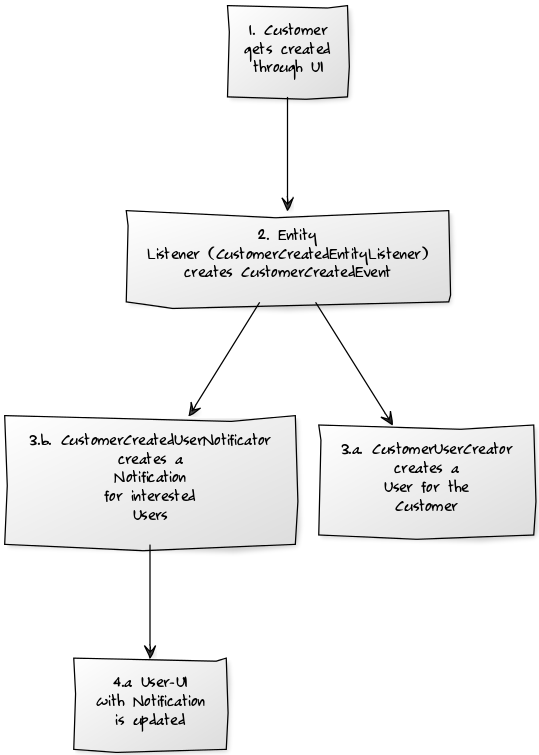 1. Customer
gets created
through UI
2. Entity
Listener (CustomerCreatedEntityListener)
creates CustomerCreatedEvent
3.b. CustomerCreatedUserNotificator
creates a
Notification
for interested
Users
3.a. CustomerUserCreator
creates a
User for the
Customer
4.a User-UI
with Notification
is updated